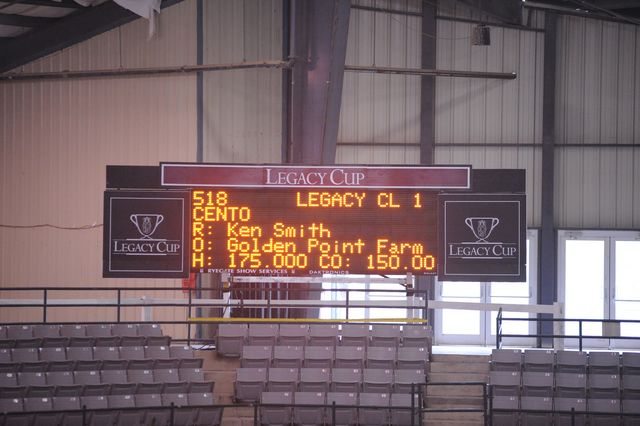 LEGACY CUP
518 LEGACY CL 1
CENTO
R: Ken Smith
O: Golden Point Farm
H: 175.000 CO: 150.00
LEGACY CUP
LEGACY CUP
RYEGATE SHOW SERVICES DAKTRONICS